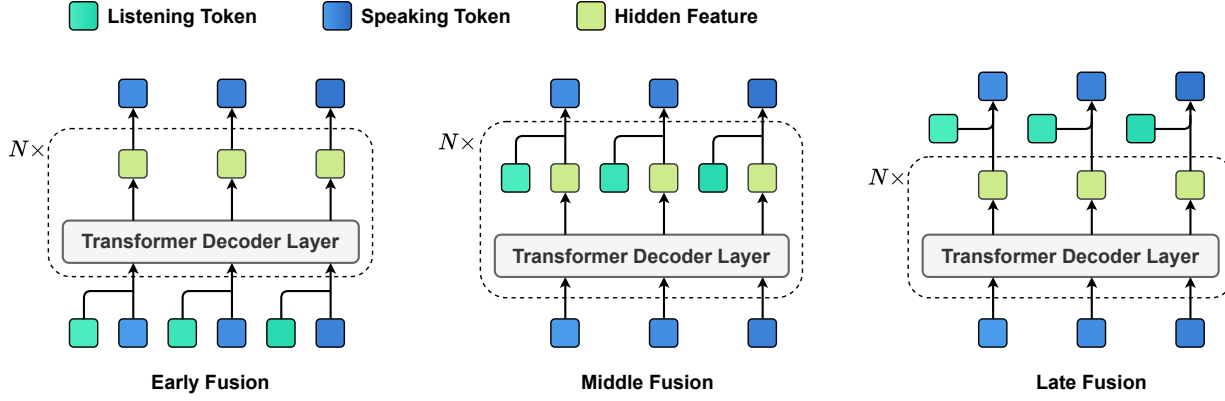 Listening Token
Speaking Token
Hidden Feature
N×
Transformer Decoder Layer
Early Fusion
N×
Transformer Decoder Layer
Middle Fusion
N×
Transformer Decoder Layer
Late Fusion